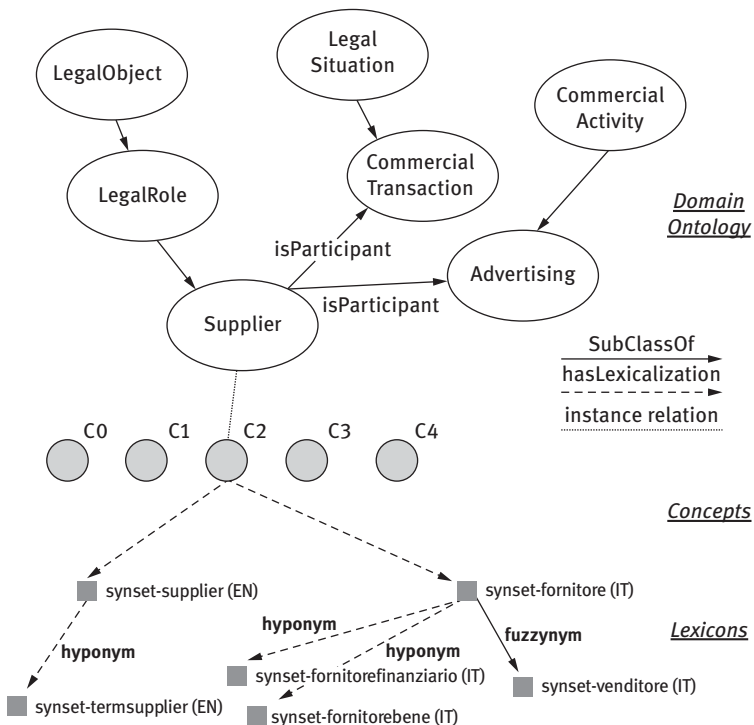 LegalObject
Legal
Situation
Commercial
Activity
LegalRole
Commercial
Transaction
Domain
Ontology
isParticipant
Advertising
isParticipant
Supplier
SubClassOf
hasLexicalization
instance relation
C0
C1
C2
C3
C4
Concepts
synset-supplier (EN)
synset-fornitore (IT)
hyponym
fuzzynym
Lexicons
hyponym
hyponym
synset-fornitorefinanziario (IT)
synset-venditore (IT)
synset-termsupplier (EN)
synset-fornitorebene (IT)